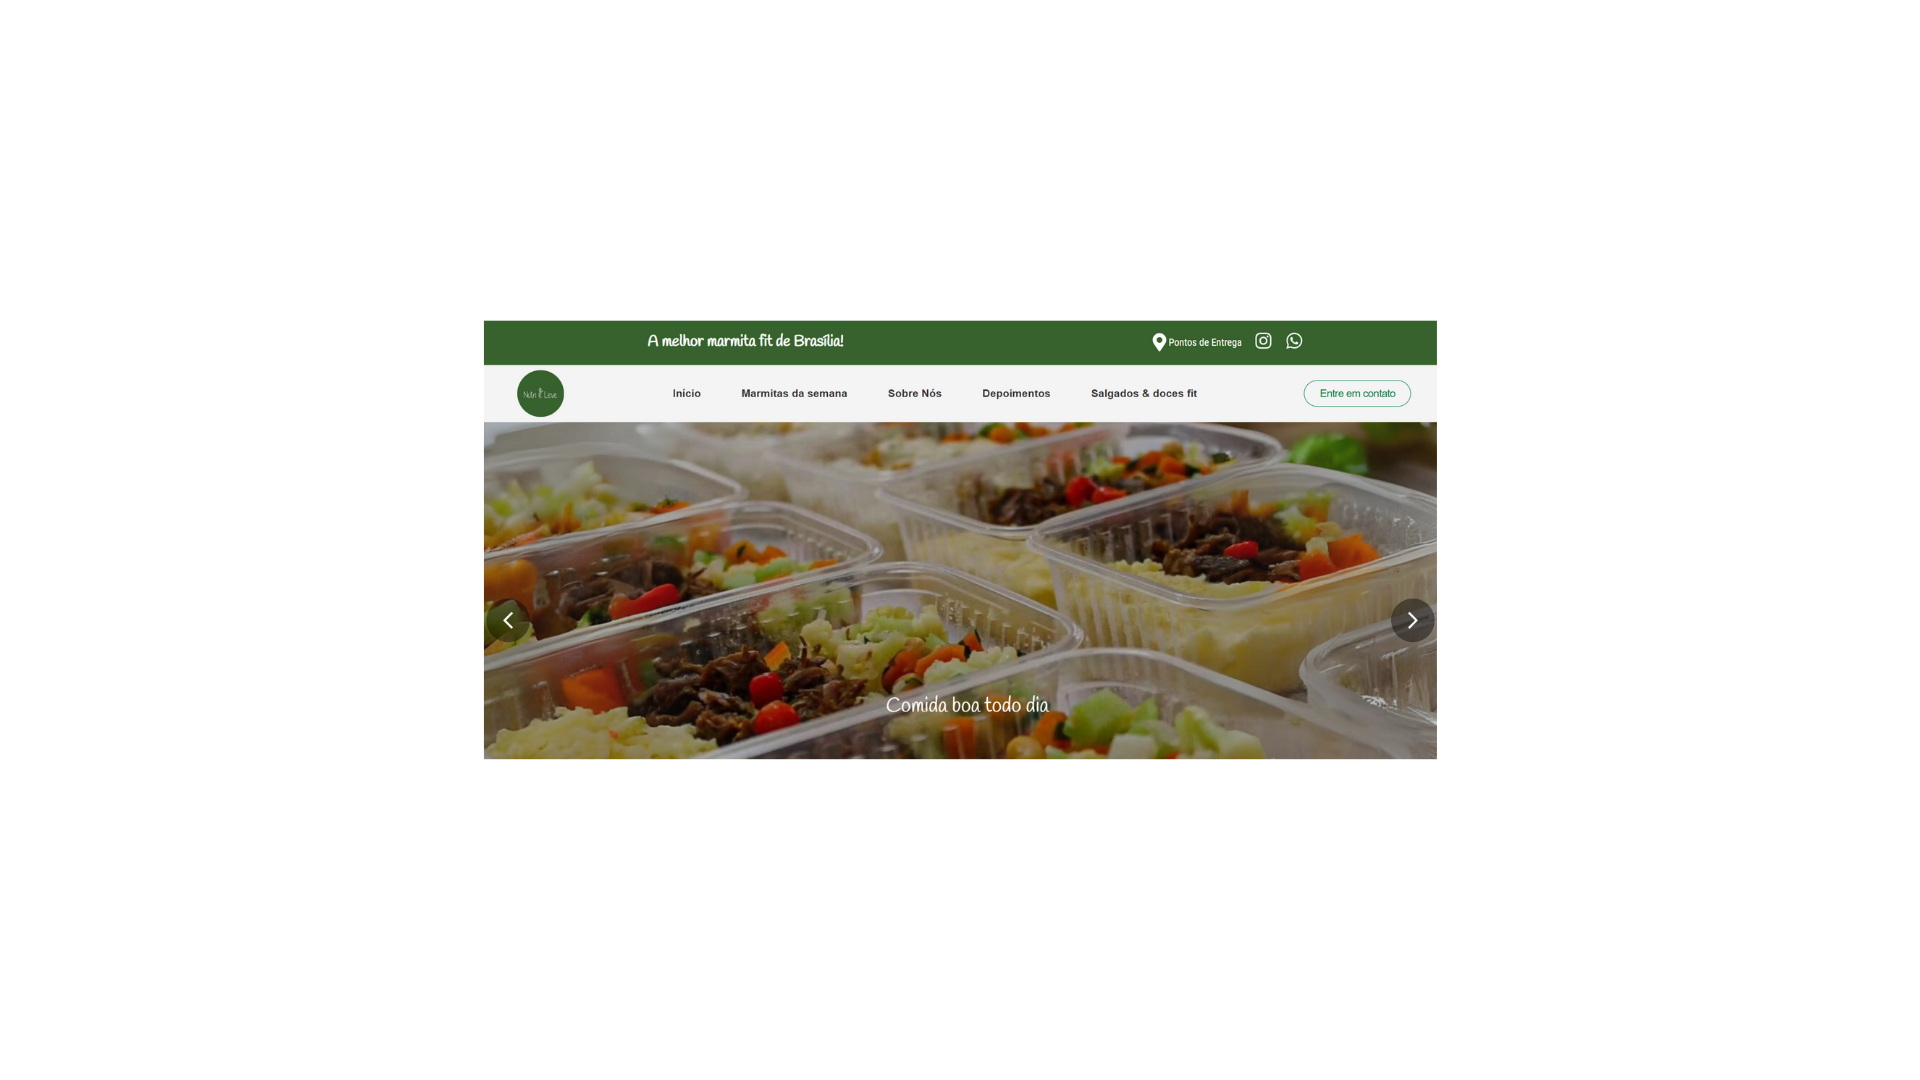 A melhor marmita fit de Brasília!
Pontos de Entrega
Nutri Leve
Início
Marmitas da semana
Sobre Nós
Depoimentos
Salgados & doces fit
Entre em contato
Comida boa todo dia